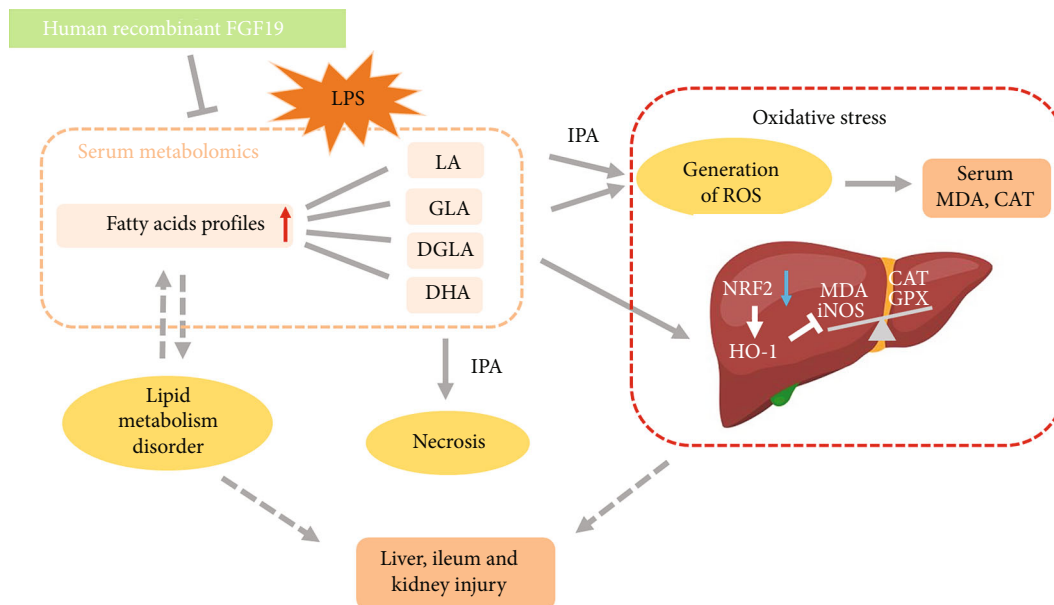 Human recombinant FGF19
LPS
Serum metabolomics
Fatty acids profiles
LA
GLA
DGLA
DHA
IPA
Oxidative stress
Generation
of ROS
Serum
MDA, CAT
NRF2
HO-1
MDA
iNOS
CAT
GPX
IPA
Lipid
metabolism
disorder
Necrosis
Liver, ileum and
kidney injury